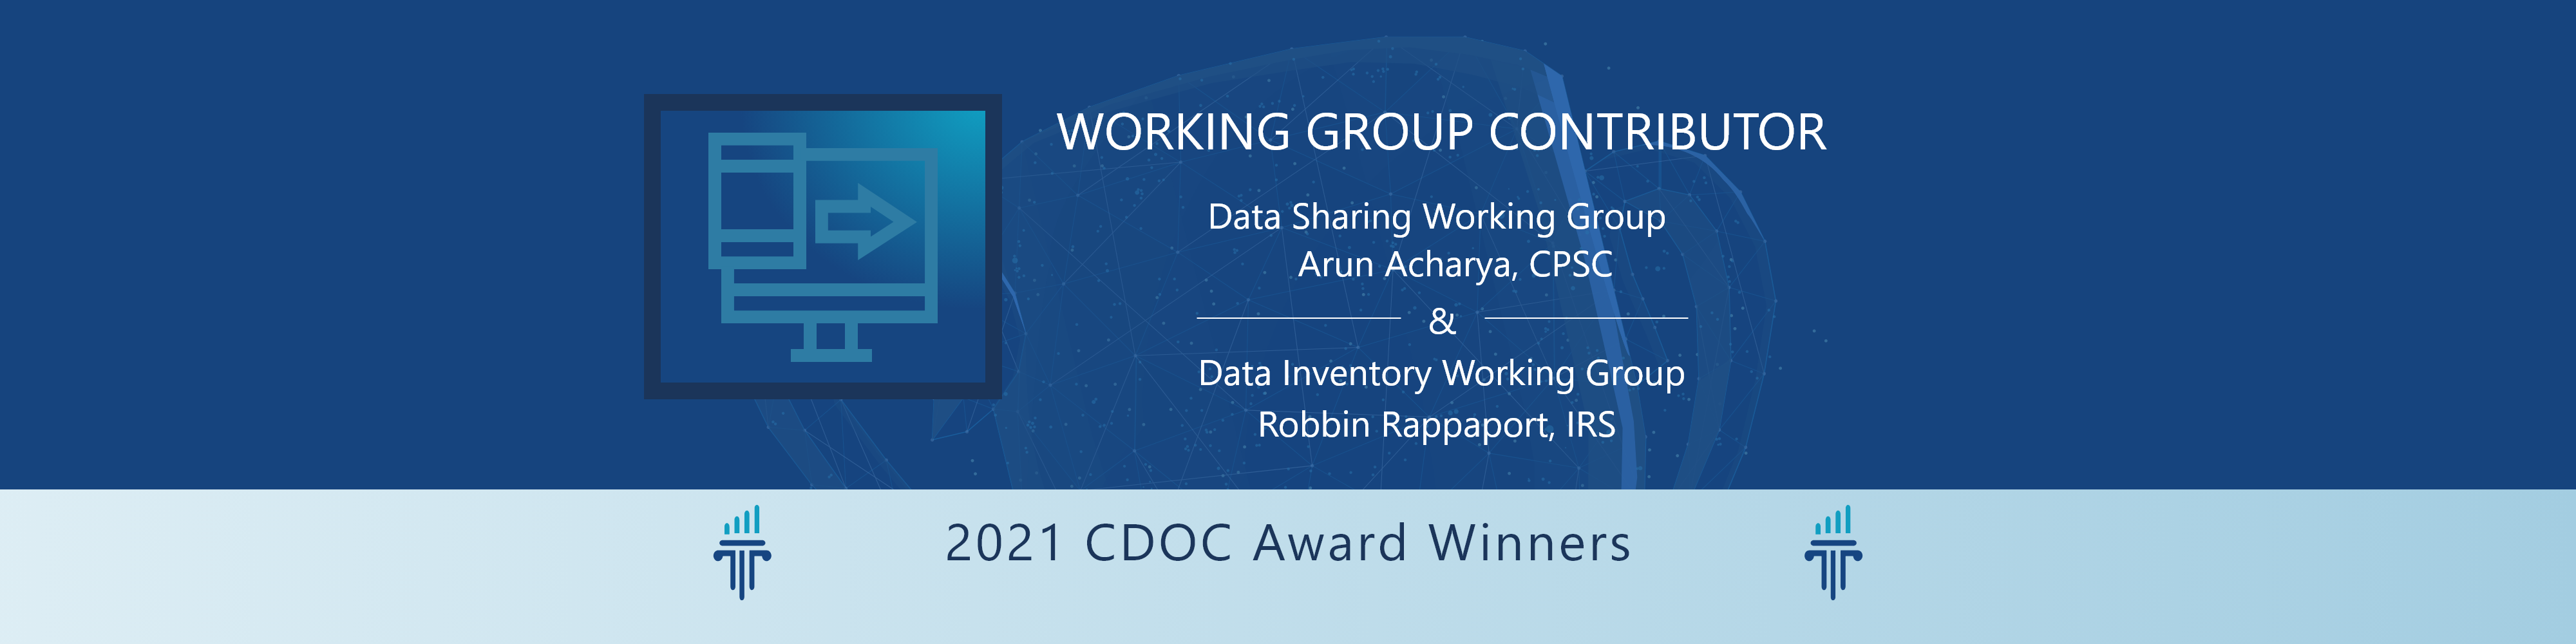 WORKING GROUP CONTRIBUTOR
Data Sharing Working Group
Arun Acharya, CPSC
&
Data Inventory Working Group
Robbin Rappaport, IRS
2021 CDOC Award Winners